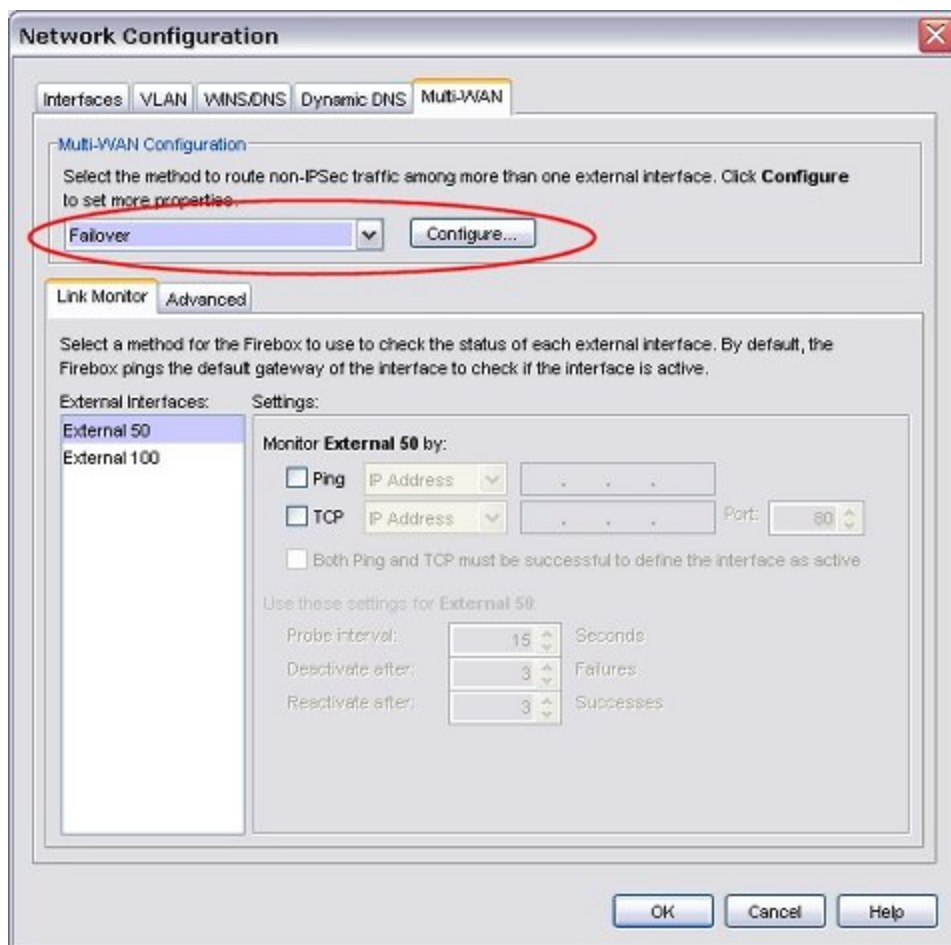 Network Configuration
Interfaces VLAN WINS/DNS Dynamic DNS Multi-WAN
Multi-WAN Configuration
Select the method to route non-IPSec traffic among more than one external interface. Click Configure
to set more properties.
Failover Configure...
Link Monitor Advanced
Select a method for the Firebox to use to check the status of each external interface. By default, the
Firebox pings the default gateway of the interface to check if the interface is active.
External Interfaces: Settings:
External 50
External 100
Monitor External 50 by:
Ping IP Address . . .
TCP IP Address . . . Port: 80
Both Ping and TCP must be successful to define the interface as active
Use these settings for External 50:
Probe interval: 15 Seconds
Deactivate after: 3 Failures
Reactivate after: 3 Successes
OK Cancel Help